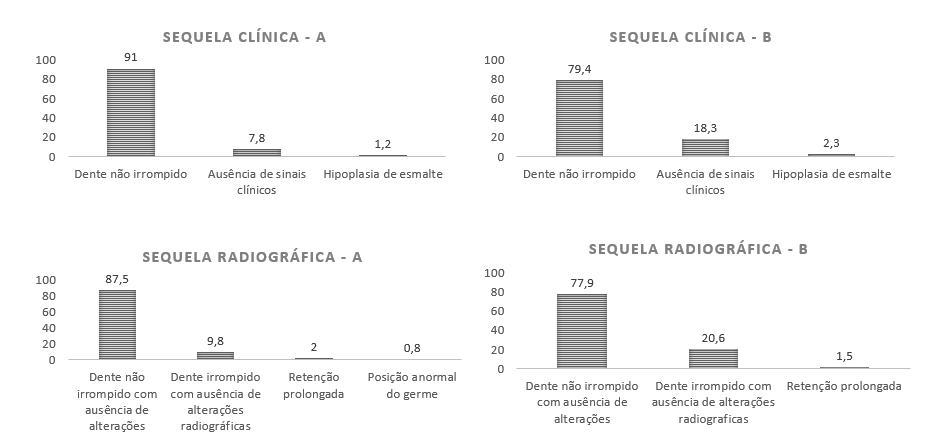 SEQUELA CLÍNICA - A
100
80
60
40
20
0
91
7,8
1,2
Dente não irrompido
Ausência de sinais
clínicos
Hipoplasia de esmalte
SEQUELA CLÍNICA - B
100
80
60
40
20
0
79,4
18,3
2,3
Dente não irrompido
Ausência de sinais
clínicos
Hipoplasia de esmalte
SEQUELA RADIOGRÁFICA - A
100
80
60
40
20
0
87,5
9,8
2
0,8
Dente não
irrompido com
ausência de
alterações
Dente irrompido
com ausência de
alterações
radiográficas
Retenção
prolongada
Posição anormal
do germe
SEQUELA RADIOGRÁFICA - B
100
80
60
40
20
0
77,9
20,6
1,5
Dente não irrompido
com ausência de
alterações
Dente irrompido com
ausência de alterações
radiograficas
Retenção prolongada